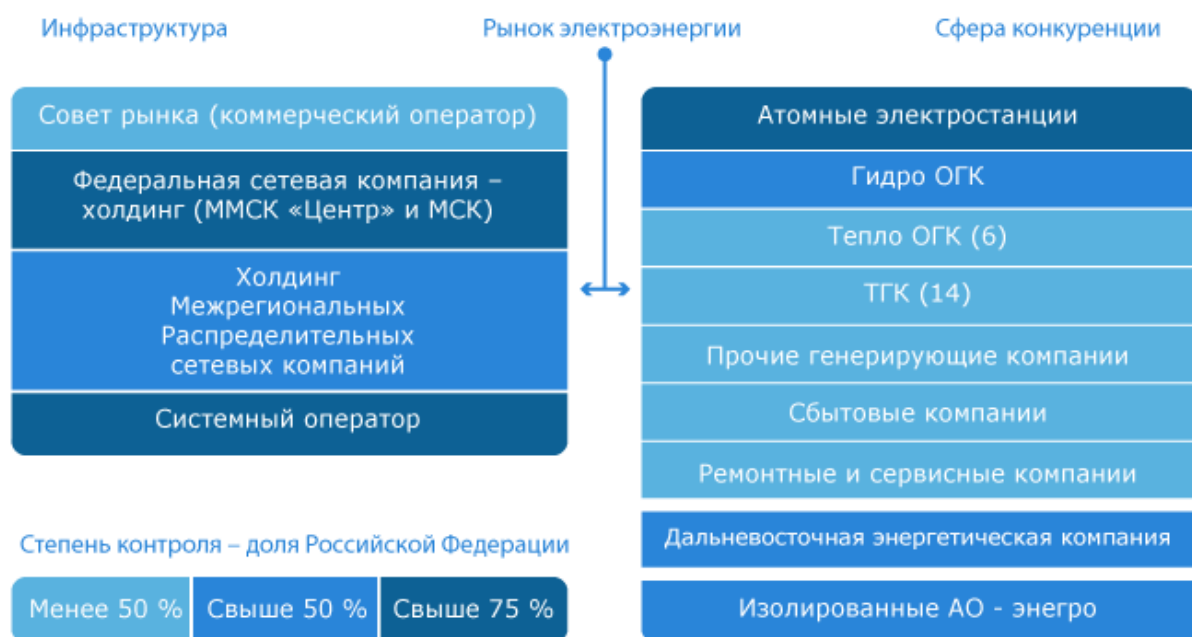 Инфраструктура
Рынок электроэнергии
Сфера конкуренции
Совет рынка (коммерческий оператор)
Федеральная сетевая компания –
холдинг (ММСК «Центр» и МСК)
Холдинг
Межрегиональных
Распределительных
сетевых компаний
Системный оператор
Атомные электростанции
Гидро ОГК
Тепло ОГК (6)
ТГК (14)
Прочие генерирующие компании
Сбытовые компании
Ремонтные и сервисные компании
Дальневосточная энергетическая компания
Изолированные АО - энегро
Степень контроля – доля Российской Федерации
Менее 50 %
Свыше 50 %
Свыше 75 %